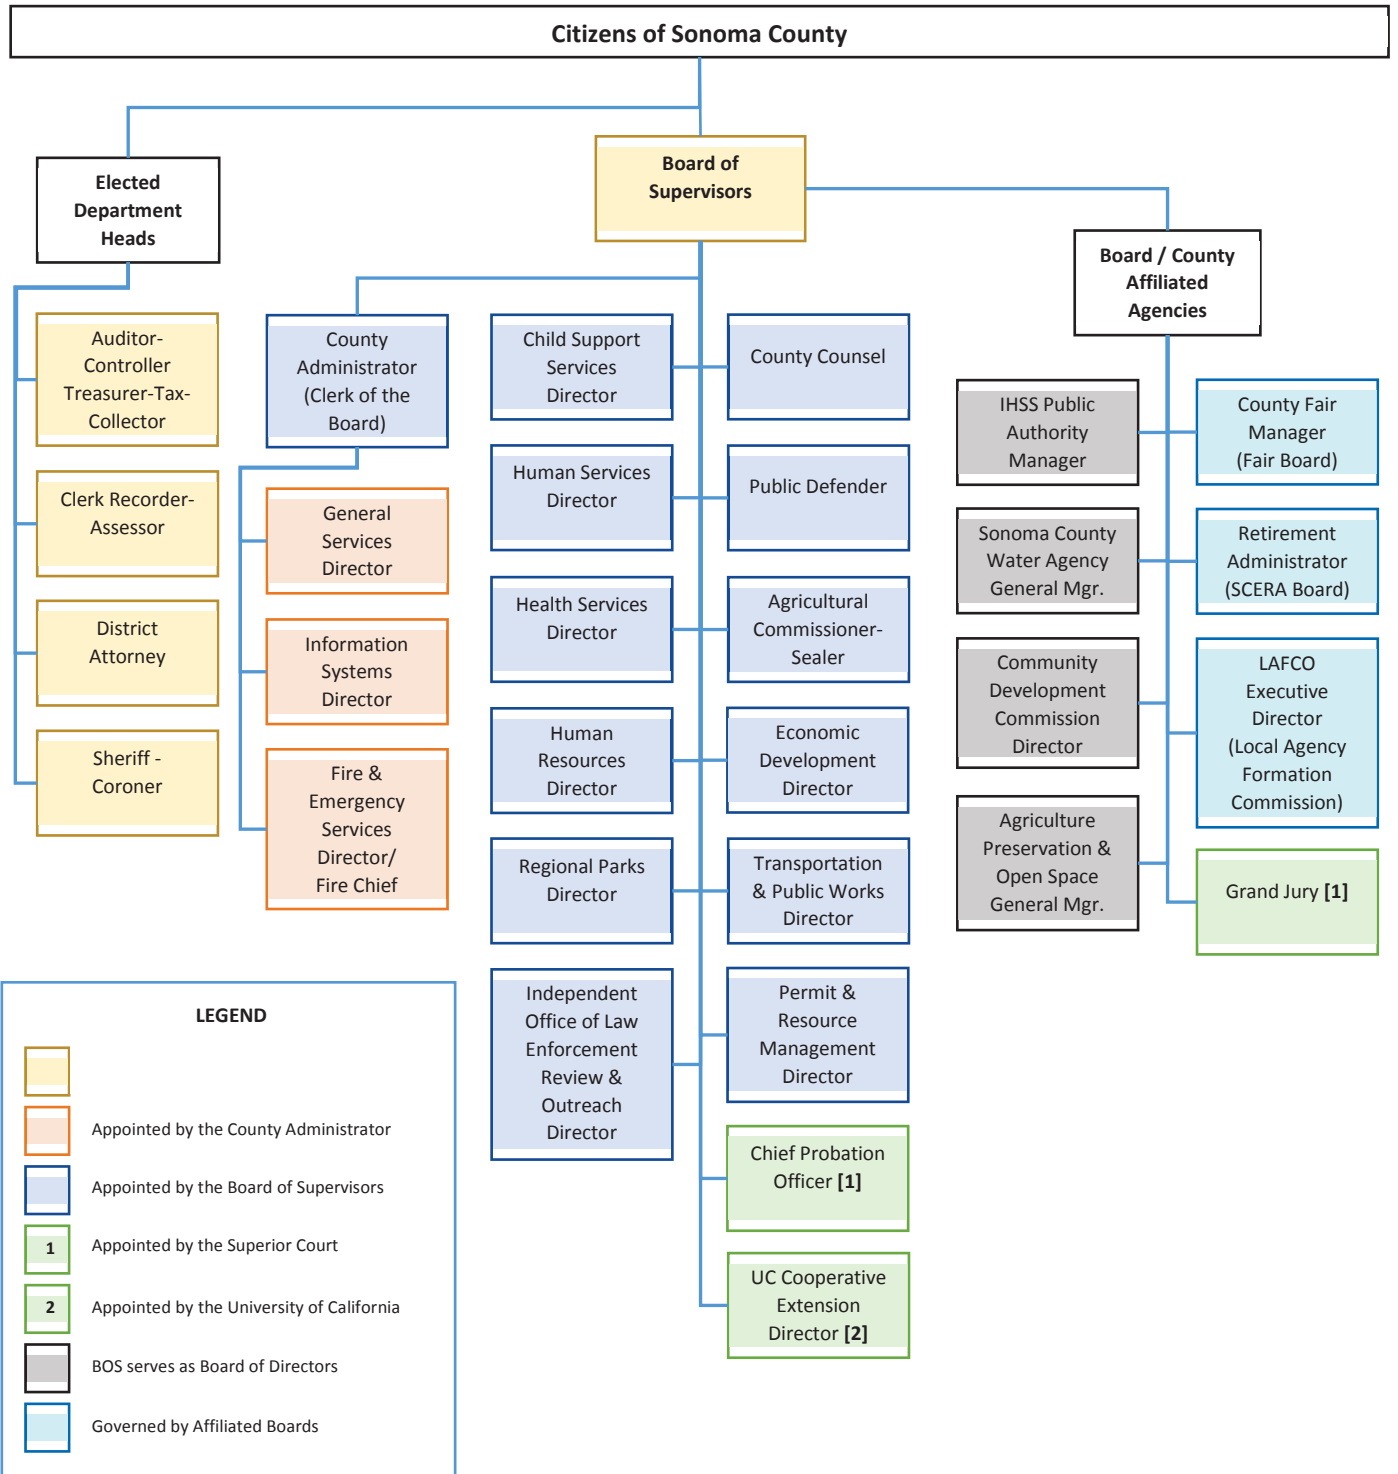 Citizens of Sonoma County
Elected
Department
Heads
Board of
Supervisors
Board / County
Affiliated
Agencies
Auditor-
Controller
Treasurer-Tax-
Collector
Clerk Recorder-
Assessor
District
Attorney
Sheriff -
Coroner
County
Administrator
(Clerk of the
Board)
General
Services
Director
Information
Systems
Director
Fire &
Emergency
Services
Director/
Fire Chief
Child Support
Services
Director
Human Services
Director
Health Services
Director
Human
Resources
Director
Regional Parks
Director
Independent
Office of Law
Enforcement
Review &
Outreach
Director
County Counsel
Public Defender
Agricultural
Commissioner-
Sealer
Economic
Development
Director
Transportation
& Public Works
Director
Permit &
Resource
Management
Director
Chief Probation
Officer [1]
UC Cooperative
Extension
Director [2]
IHSS Public
Authority
Manager
Sonoma County
Water Agency
General Mgr.
Community
Development
Commission
Director
Agriculture
Preservation &
Open Space
General Mgr.
County Fair
Manager
(Fair Board)
Retirement
Administrator
(SCERA Board)
LAFCO
Executive
Director
(Local Agency
Formation
Commission)
Grand Jury [1]
LEGEND
Appointed by the County Administrator
Appointed by the Board of Supervisors
1 Appointed by the Superior Court
2 Appointed by the University of California
BOS serves as Board of Directors
Governed by Affiliated Boards